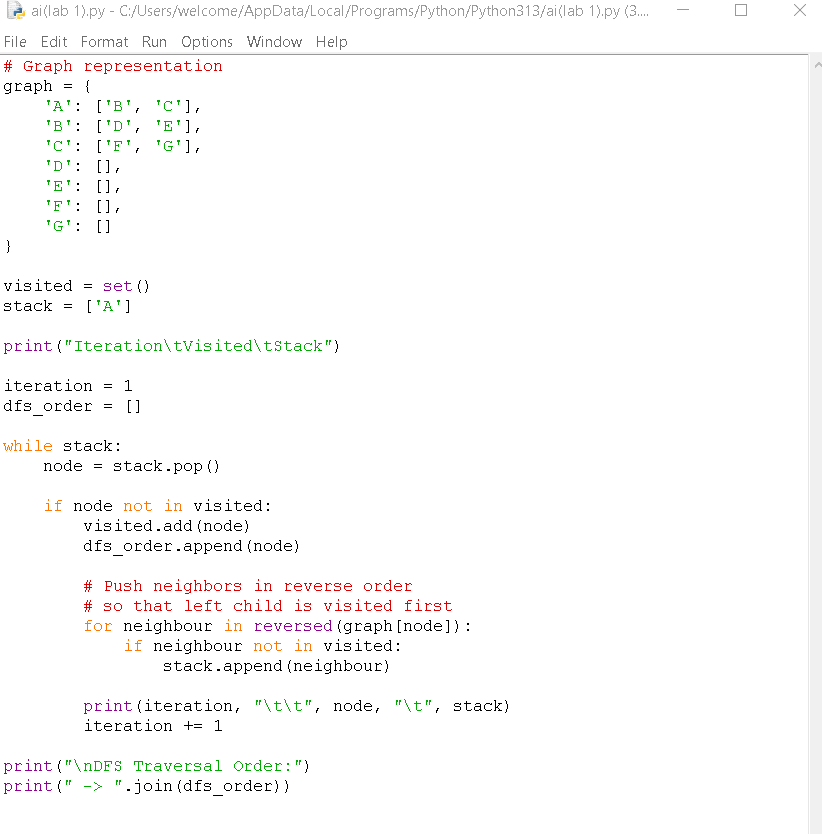 ai(lab 1).py - C:/Users/welcome/AppData/Local/Programs/Python/Python313/ai(lab 1).py (3....
File Edit Format Run Options Window Help
# Graph representation
graph = {
    'A': ['B', 'C'],
    'B': ['D', 'E'],
    'C': ['F', 'G'],
    'D': [],
    'E': [],
    'F': [],
    'G': []
}

visited = set()
stack = ['A']

print("Iteration\tVisited\tStack")

iteration = 1
dfs_order = []

while stack:
    node = stack.pop()

    if node not in visited:
        visited.add(node)
        dfs_order.append(node)

        # Push neighbors in reverse order
        # so that left child is visited first
        for neighbour in reversed(graph[node]):
            if neighbour not in visited:
                stack.append(neighbour)

        print(iteration, "\t\t", node, "\t", stack)
        iteration += 1

print("\nDFS Traversal Order:")
print(" -> ".join(dfs_order))